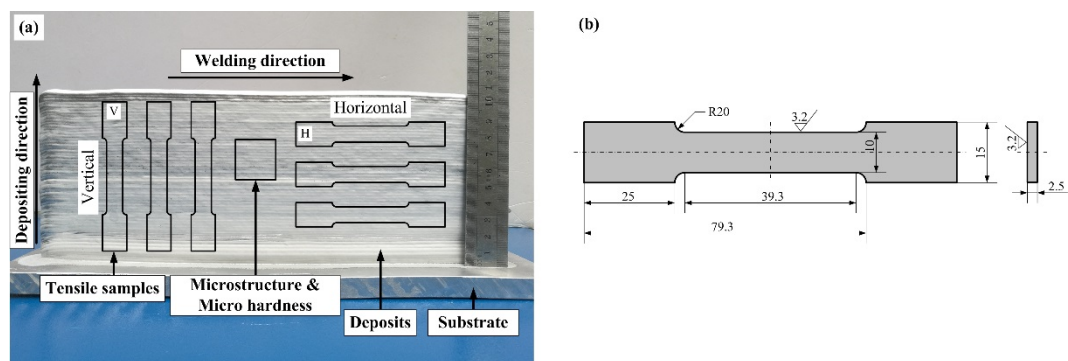 (a)
Welding direction
Depositing direction
V
Vertical
Horizontal
H
Tensile samples
Microstructure &
Micro hardness
Deposits
Substrate
(b)
R20
3.2
10
15
3.2
25
39.3
79.3
2.5